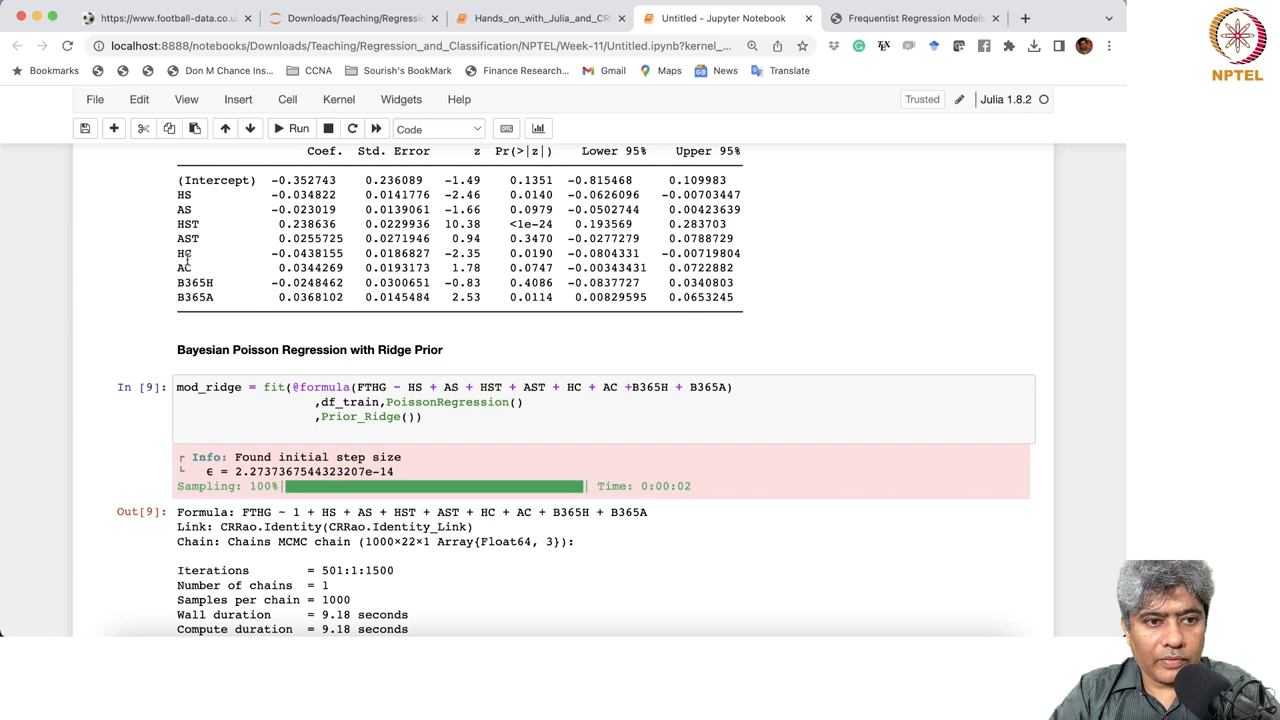 https://www.football-data.co.u
Downloads/Teaching/Regressi
Hands_on_with_Julia_and_CR
Untitled - Jupyter Notebook
Frequentist Regression Models
localhost:8888/notebooks/Downloads/Teaching/Regression_and_Classification/NPTEL/Week-11/Untitled.ipynb?kernel_...
Bookmarks
Don M Chance Ins...
CCNA
Sourish's BookMark
Finance Research...
Gmail
Maps
News
Translate
NPTEL
File Edit View Insert Cell Kernel Widgets Help
Trusted
Julia 1.8.2
Run
Code
Coef. Std. Error z Pr(>|z|) Lower 95% Upper 95%
(Intercept) -0.352743 0.236089 -1.49 0.1351 -0.815468 0.109983
HS -0.034822 0.0141776 -2.46 0.0140 -0.0626096 -0.00703447
AS -0.023019 0.0139061 -1.66 0.0979 -0.0502744 0.00423639
HST 0.238636 0.0229936 10.38 <1e-24 0.193569 0.283703
AST 0.0255725 0.0271946 0.94 0.3470 -0.0277279 0.0788729
HC -0.0438155 0.0186827 -2.35 0.0190 -0.0804331 -0.00719804
AC 0.0344269 0.0193173 1.78 0.0747 -0.00343431 0.0722882
B365H -0.0248462 0.0300651 -0.83 0.4086 -0.0837727 0.0340803
B365A 0.0368102 0.0145484 2.53 0.0114 0.00829595 0.0653245
Bayesian Poisson Regression with Ridge Prior
In [9]: mod_ridge = fit(@formula(FTHG ~ HS + AS + HST + AST + HC + AC +B365H + B365A)
,df_train,PoissonRegression()
,Prior_Ridge())
┌ Info: Found initial step size
└ ϵ = 2.2737367544323207e-14
Sampling: 100%| Time: 0:00:02
Out[9]: Formula: FTHG ~ 1 + HS + AS + HST + AST + HC + AC + B365H + B365A
Link: CRRao.Identity(CRRao.Identity_Link)
Chain: Chains MCMC chain (1000×22×1 Array{Float64, 3}):
Iterations = 501:1:1500
Number of chains = 1
Samples per chain = 1000
Wall duration = 9.18 seconds
Compute duration = 9.18 seconds